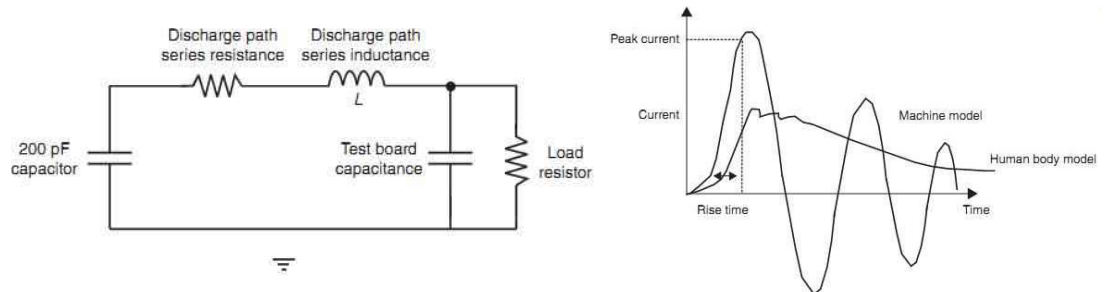 Discharge path
series resistance
Discharge path
series inductance
L
200 pF
capacitor
Test board
capacitance
Load
resistor
Peak current
Current
Machine model
Human body model
Rise time
Time